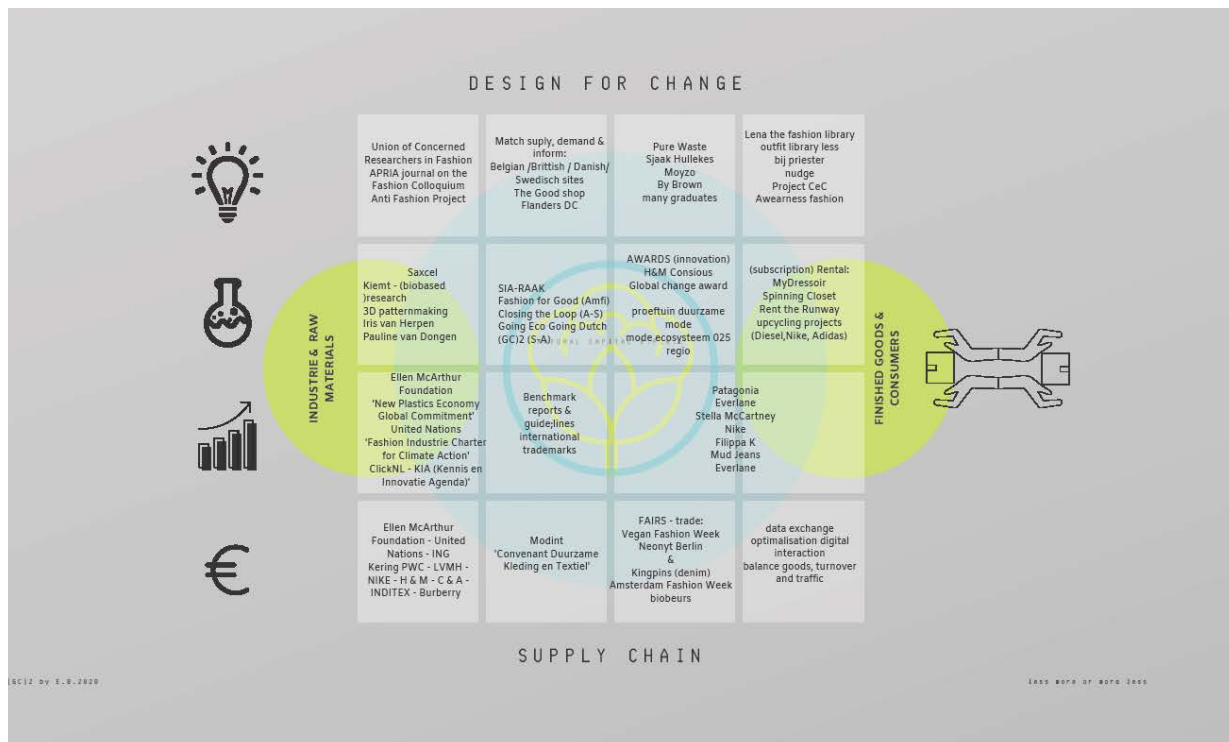 DESIGN FOR CHANGE
Union of Concerned
Researchers in Fashion
APRIA journal on the
Fashion Colloquium
Anti Fashion Project
Match suply, demand &
inform:
Belgian /Brittish / Danish/
Swedisch sites
The Good shop
Flanders DC
Pure Waste
Sjaak Hullekes
Moyzo
By Brown
many graduates
Lena the fashion library
outfit library less
bij priester
nudge
Project CeC
Awearness fashion
INDUSTRIE & RAW
MATERIALS
Saxcel
Kiemt - (biobased
)research
3D patternmaking
Iris van Herpen
Pauline van Dongen
SIA-RAAK
Fashion for Good (Amfi)
Closing the Loop (A-S)
Going Eco Going Dutch
(GC)2 (S-A)
AWARDS (innovation)
H&M Consious
Global change award
proeftuin duurzame
mode
mode ecosysteem 025
regio
CAPITAL
(subscription) Rental:
MyDressoir
Spinning Closet
Rent the Runway
upcycling projects
(Diesel,Nike, Adidas)
FINISHED GOODS &
CONSUMERS
Ellen McArthur
Foundation
'New Plastics Economy
Global Commitment'
United Nations
'Fashion Industrie Charter
for Climate Action'
ClickNL - KIA (Kennis en
Innovatie Agenda)'
Benchmark
reports &
guide;lines
international
trademarks
Patagonia
Everlane
Stella McCartney
Nike
Filippa K
Mud Jeans
Everlane
Ellen McArthur
Foundation - United
Nations - ING
Kering PWC - LVMH -
NIKE - H & M - C & A -
INDITEX - Burberry
Modint
'Convenant Duurzame
Kleding en Textiel'
FAIRS - trade:
Vegan Fashion Week
Neonyt Berlin
&
Kingpins (denim)
Amsterdam Fashion Week
biobeurs
data exchange
optimalisation digital
interaction
balance goods, turnover
and traffic
€
SUPPLY CHAIN
(GC)2 by E.B.2020
less more or more less